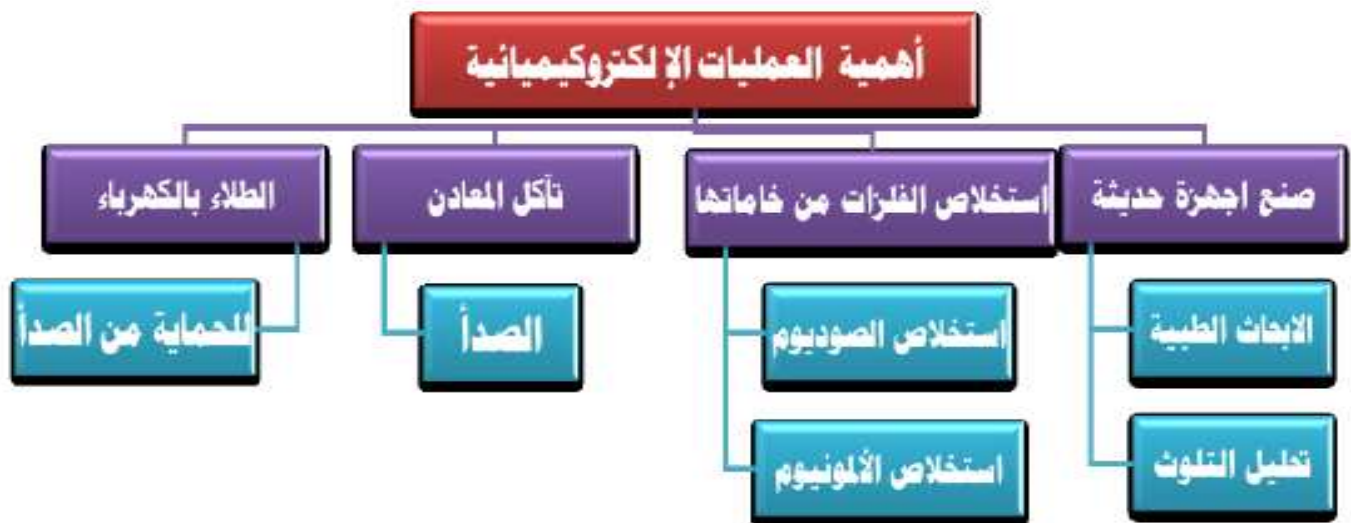 أهمية العمليات الإلكتروكيميائية
صنع اجهزة حديثة
استخلاص الفلزات من خاماتها
تآكل المعادن
الطلاء بالكهرباء
الابحاث الطبية
استخلاص الصوديوم
الصدأ
للحماية من الصدأ
تحليل التلوث
استخلاص الألمونيوم